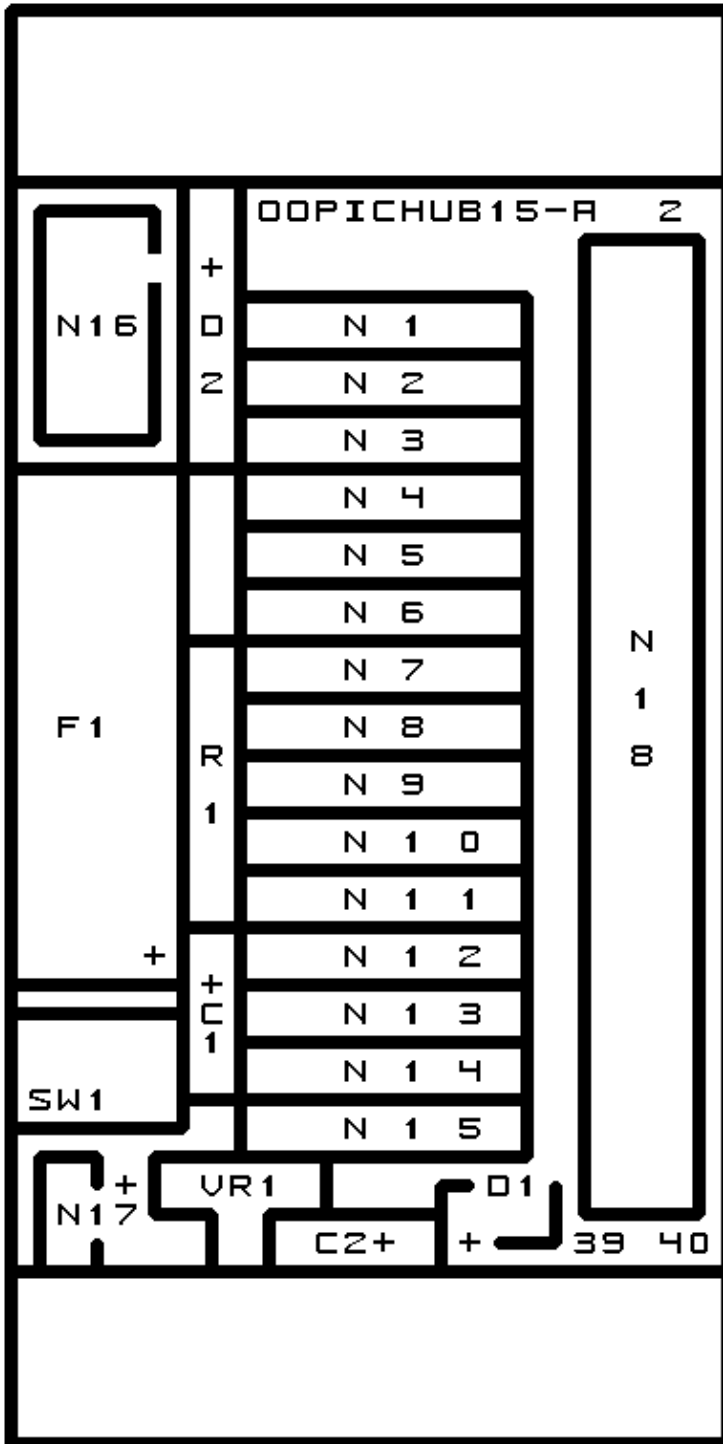 OOPICHUB15-A 2
+
D
2
N16
N 1
N 2
N 3
N 4
N 5
N 6
N 7
N 8
N 9
N 1 0
N 1 1
N 1 2
N 1 3
N 1 4
N 1 5
N
1
8
F1
+
R
1
+
C
1
SW1
+
N17
VR1
C2+
D1
+
39 40